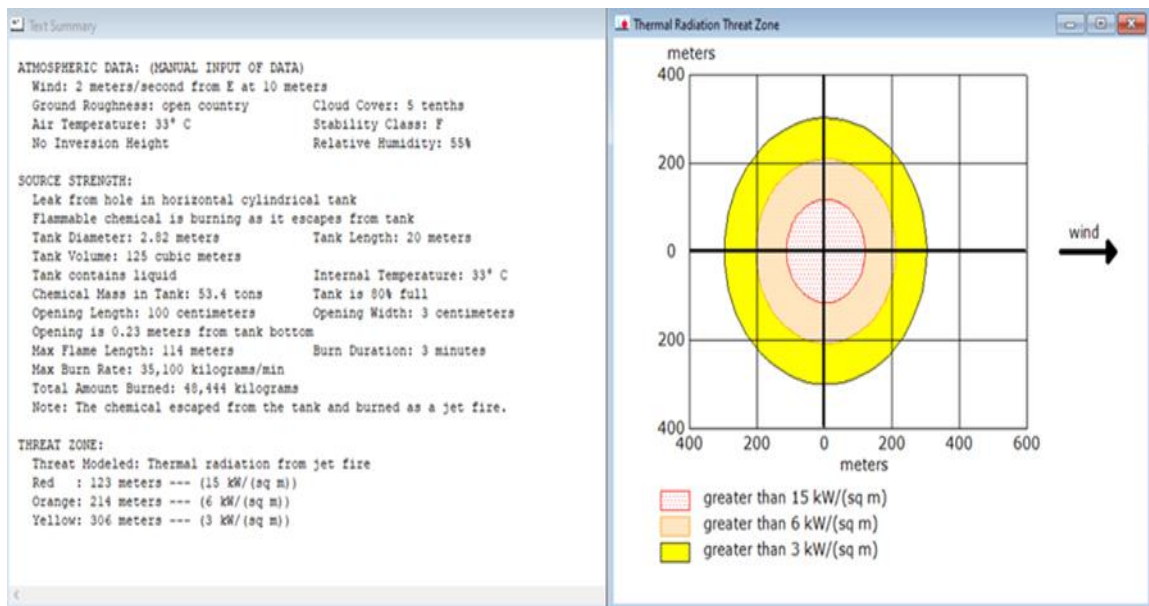 Text Summary
ATMOSPHERIC DATA: (MANUAL INPUT OF DATA)
Wind: 2 meters/second from E at 10 meters
Ground Roughness: open country Cloud Cover: 5 tenths
Air Temperature: 33° C Stability Class: F
No Inversion Height Relative Humidity: 55%
SOURCE STRENGTH:
Leak from hole in horizontal cylindrical tank
Flammable chemical is burning as it escapes from tank
Tank Diameter: 2.82 meters Tank Length: 20 meters
Tank Volume: 125 cubic meters
Tank contains liquid Internal Temperature: 33° C
Chemical Mass in Tank: 53.4 tons Tank is 80% full
Opening Length: 100 centimeters Opening Width: 3 centimeters
Opening is 0.23 meters from tank bottom
Max Flame Length: 114 meters Burn Duration: 3 minutes
Max Burn Rate: 35,100 kilograms/min
Total Amount Burned: 48,444 kilograms
Note: The chemical escaped from the tank and burned as a jet fire.
THREAT ZONE:
Threat Modeled: Thermal radiation from jet fire
Red : 123 meters --- (15 kW/(sq m))
Orange: 214 meters --- (6 kW/(sq m))
Yellow: 306 meters --- (3 kW/(sq m))
Thermal Radiation Threat Zone
meters
400
200
0
200
400
400 200 0 200 400 600
meters
wind
greater than 15 kW/(sq m)
greater than 6 kW/(sq m)
greater than 3 kW/(sq m)